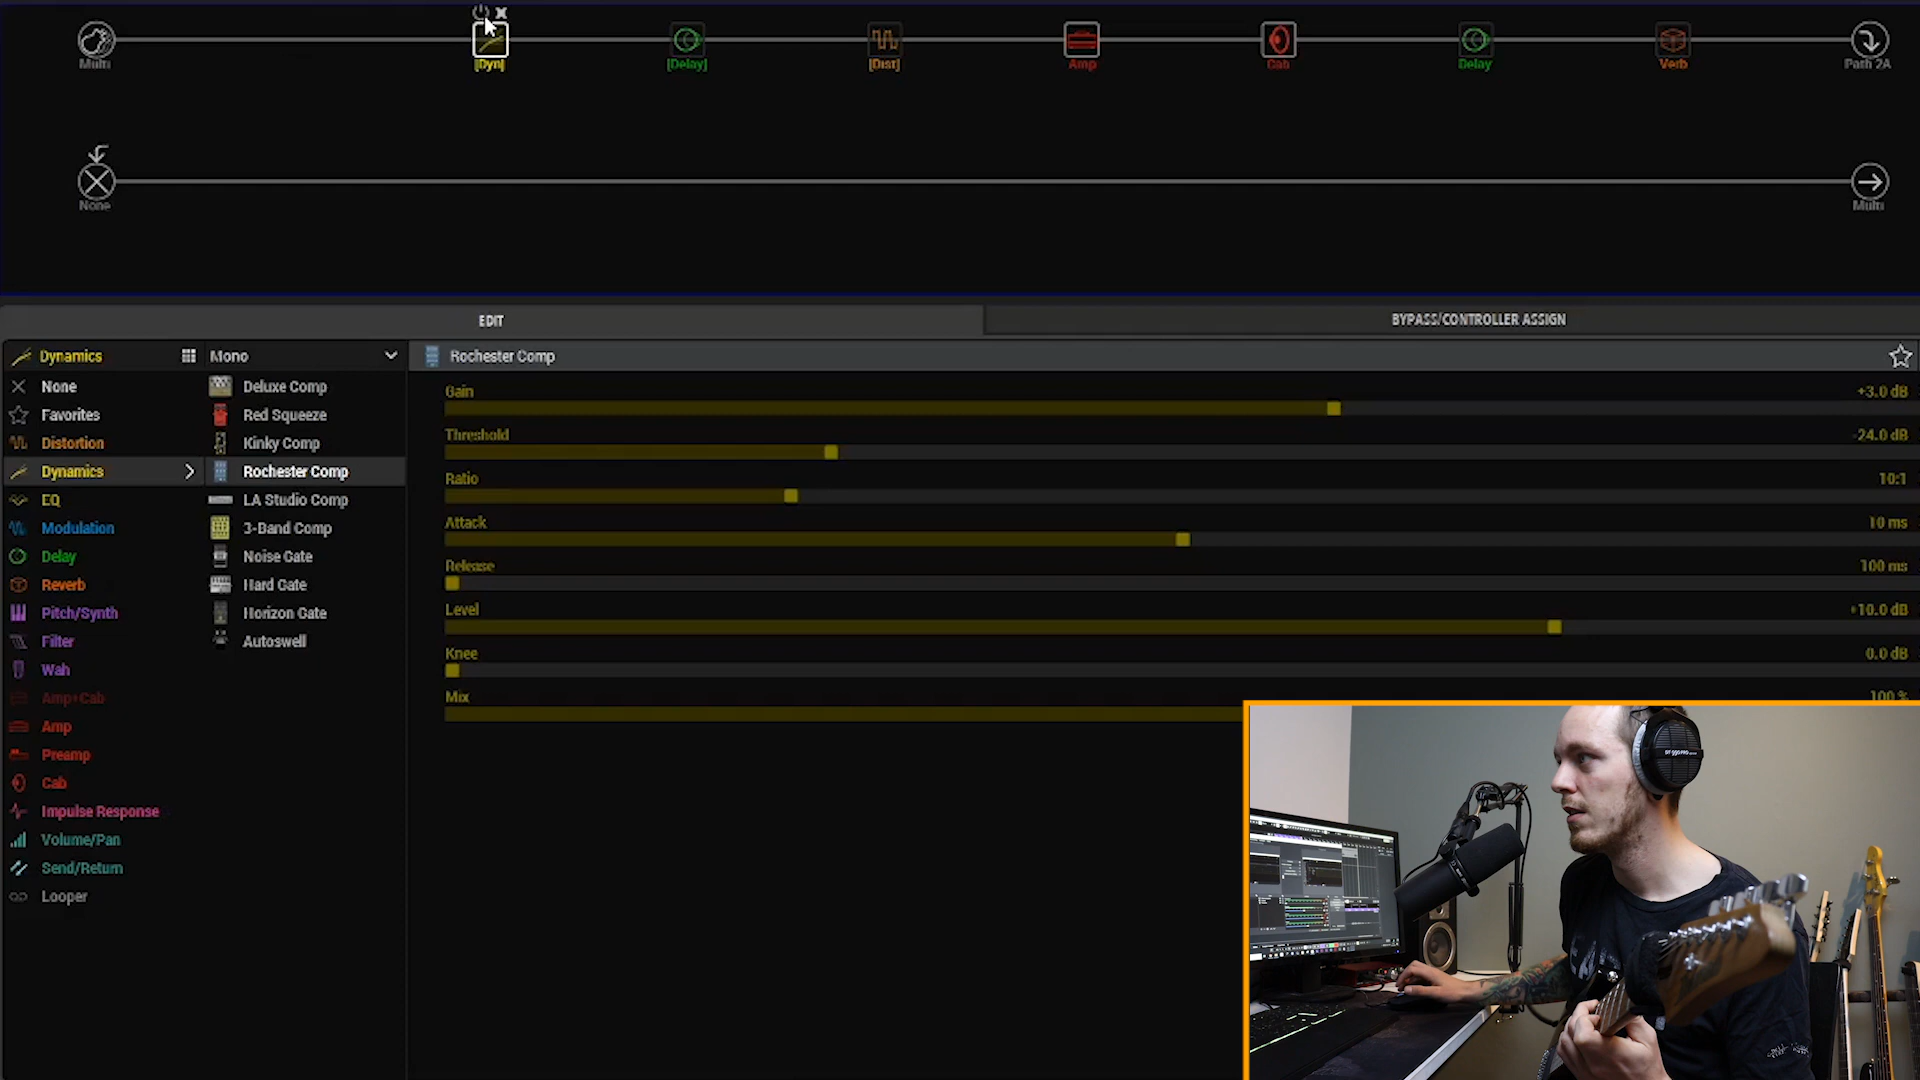 Multi
[Dyn]
[Delay]
[Dist]
Amp
Cab
Delay
Verb
Path 2A
None
Multi
EDIT
BYPASS/CONTROLLER ASSIGN
Dynamics
Mono
Rochester Comp
None
Favorites
Distortion
Dynamics
EQ
Modulation
Delay
Reverb
Pitch/Synth
Filter
Wah
Amp+Cab
Amp
Preamp
Cab
Impulse Response
Volume/Pan
Send/Return
Looper
Deluxe Comp
Red Squeeze
Kinky Comp
Rochester Comp
LA Studio Comp
3-Band Comp
Noise Gate
Hard Gate
Horizon Gate
Autoswell
Gain +3.0 dB
Threshold -24.0 dB
Ratio 10:1
Attack 10 ms
Release 100 ms
Level +10.0 dB
Knee 0.0 dB
Mix 100 %